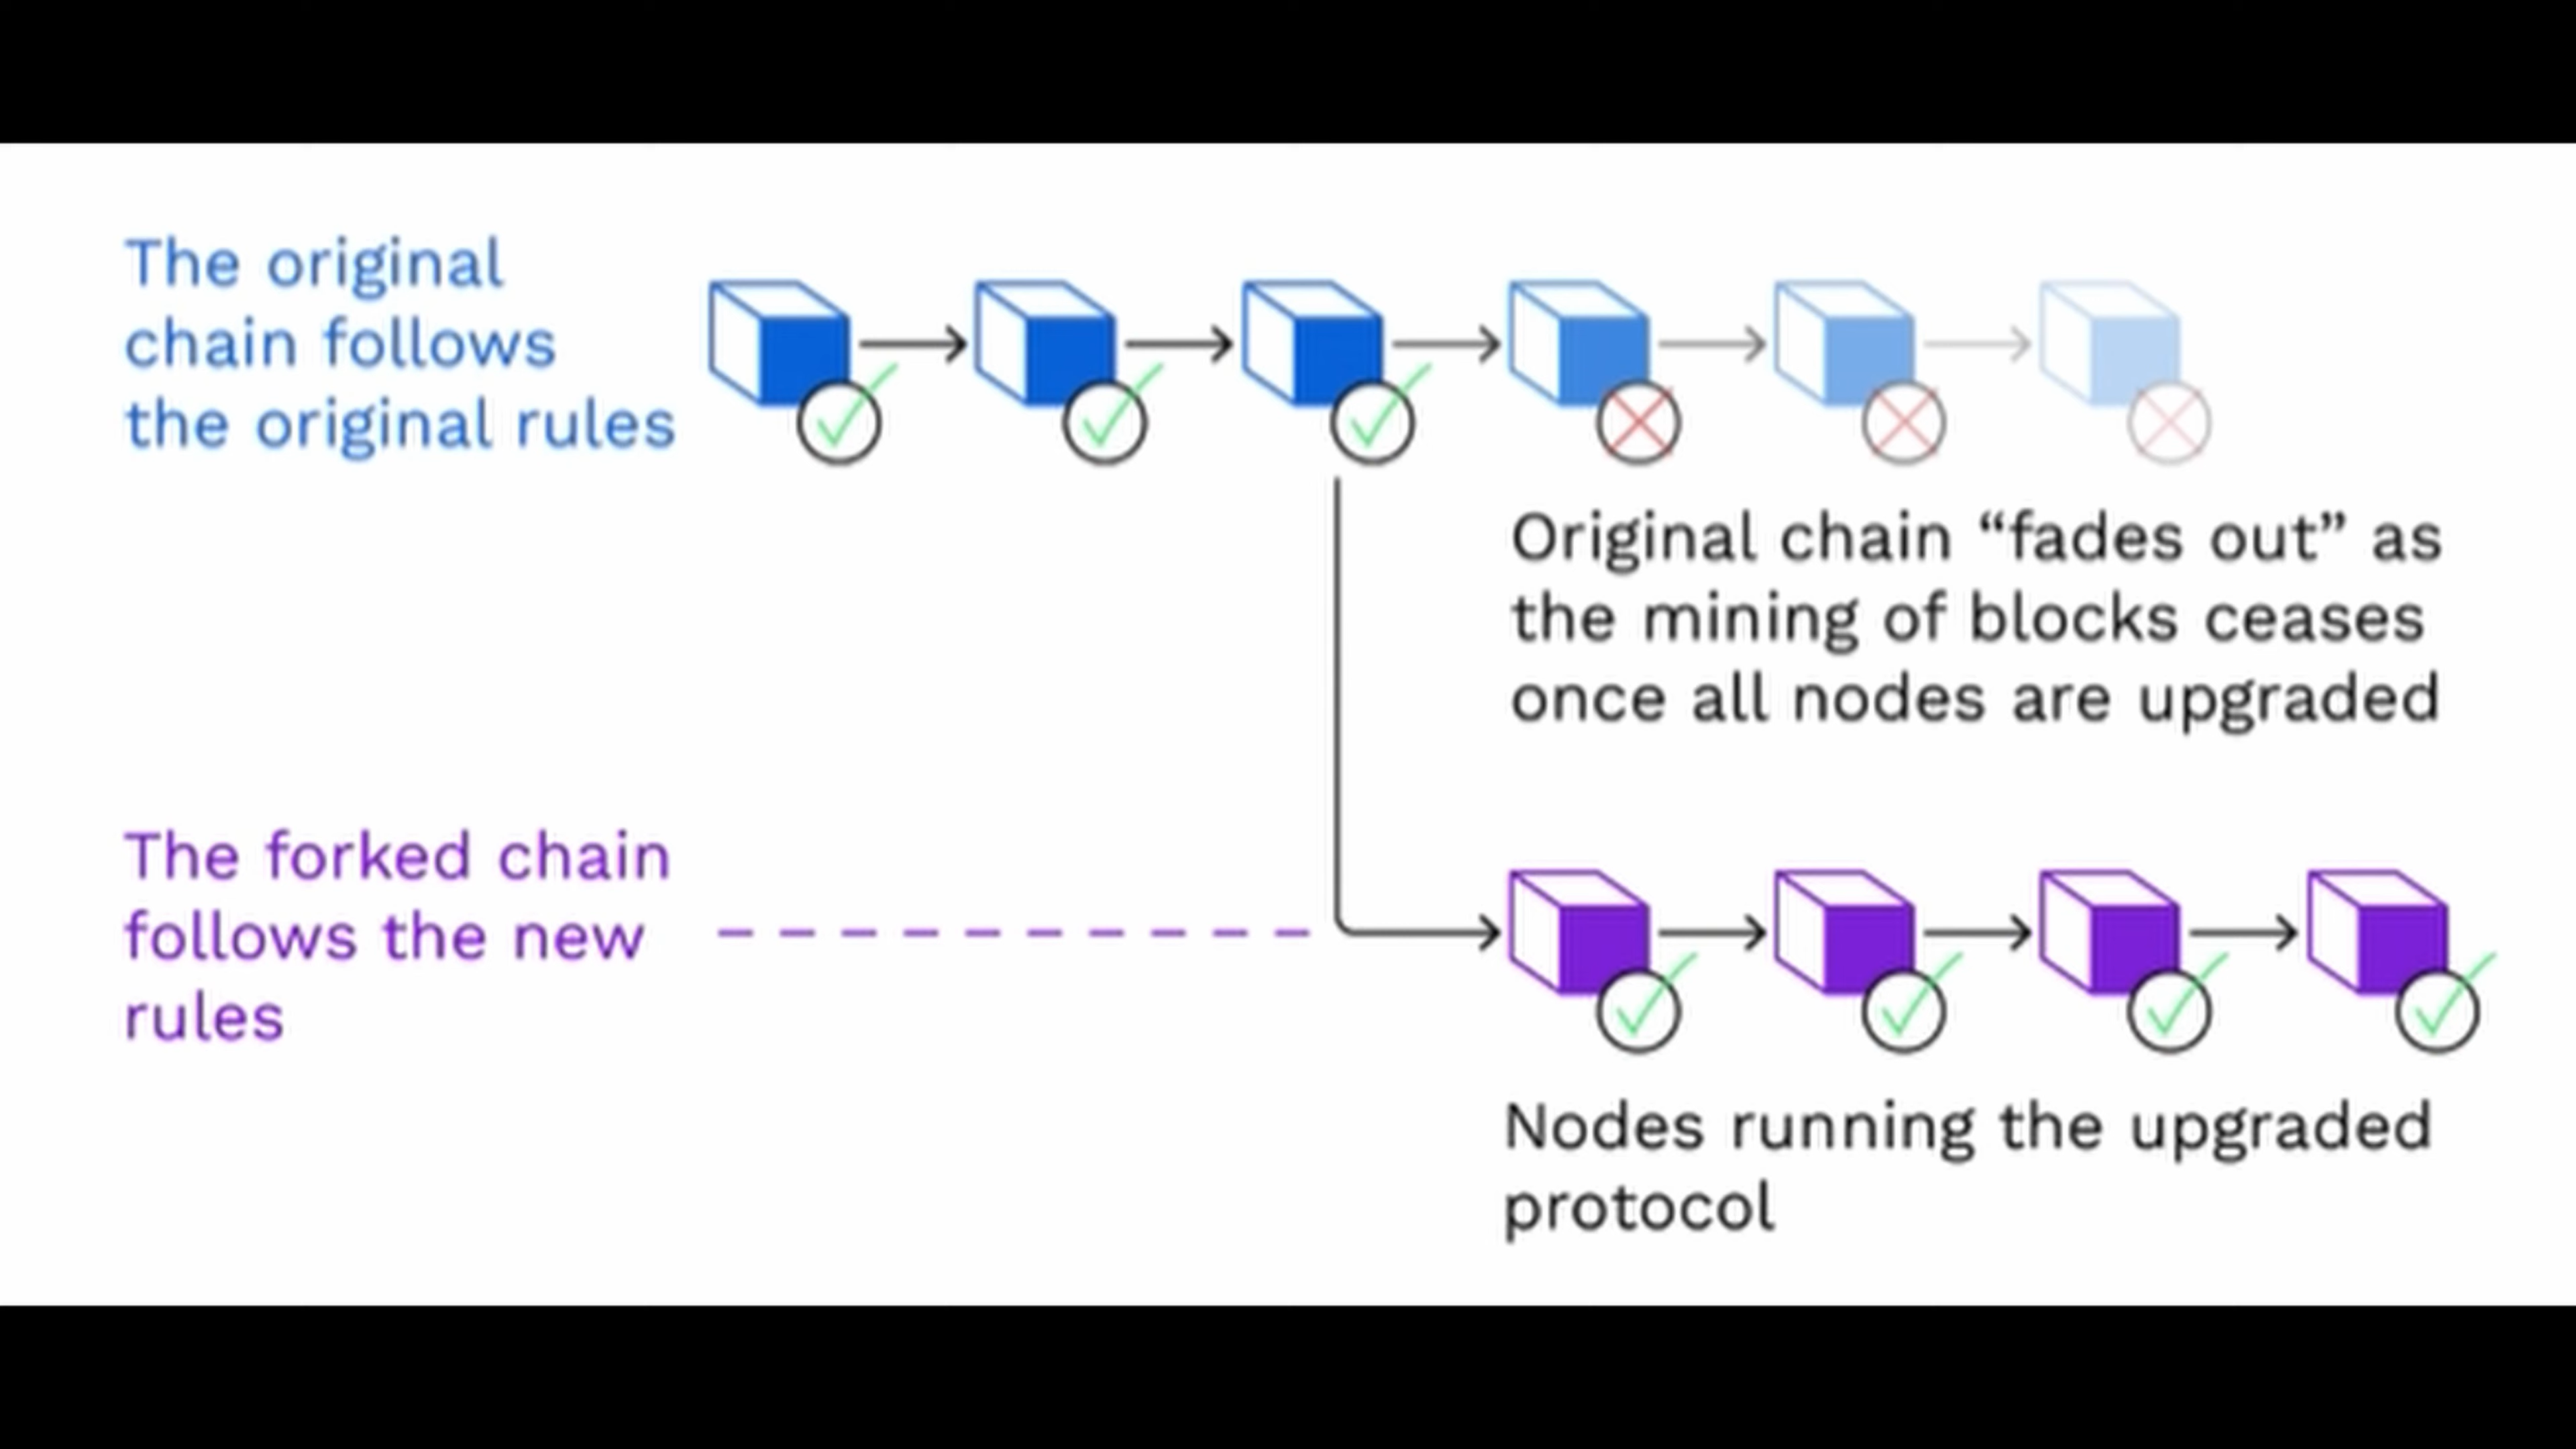 The original
chain follows
the original rules
Original chain “fades out” as
the mining of blocks ceases
once all nodes are upgraded
The forked chain
follows the new
rules
Nodes running the upgraded
protocol